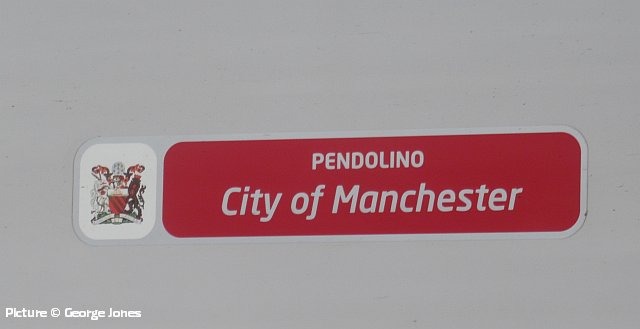 PENDOLINO
City of Manchester
Picture © George Jones